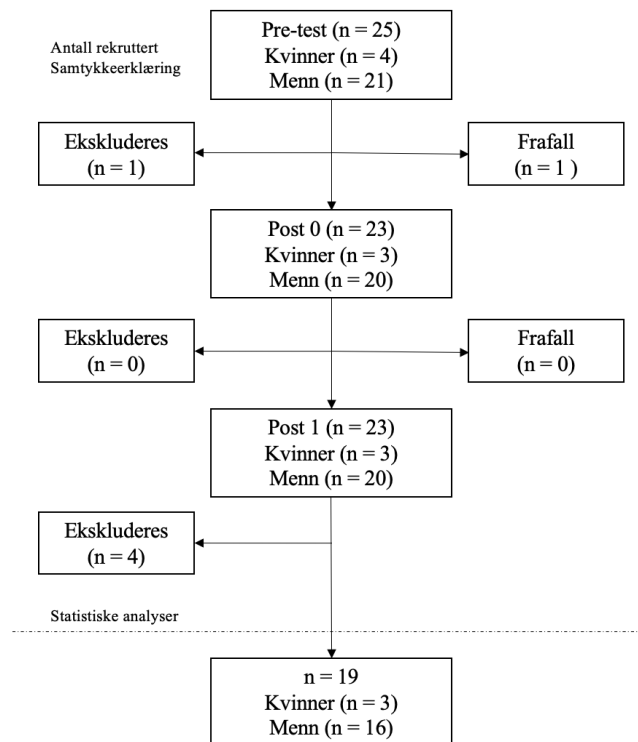 Antall rekruttert
Samtykkeerklæring
Pre-test (n = 25)
Kvinner (n = 4)
Menn (n = 21)
Ekskluderes
(n = 1)
Frafall
(n = 1 )
Post 0 (n = 23)
Kvinner (n = 3)
Menn (n = 20)
Ekskluderes
(n = 0)
Frafall
(n = 0)
Post 1 (n = 23)
Kvinner (n = 3)
Menn (n = 20)
Ekskluderes
(n = 4)
Statistiske analyser
n = 19
Kvinner (n = 3)
Menn (n = 16)